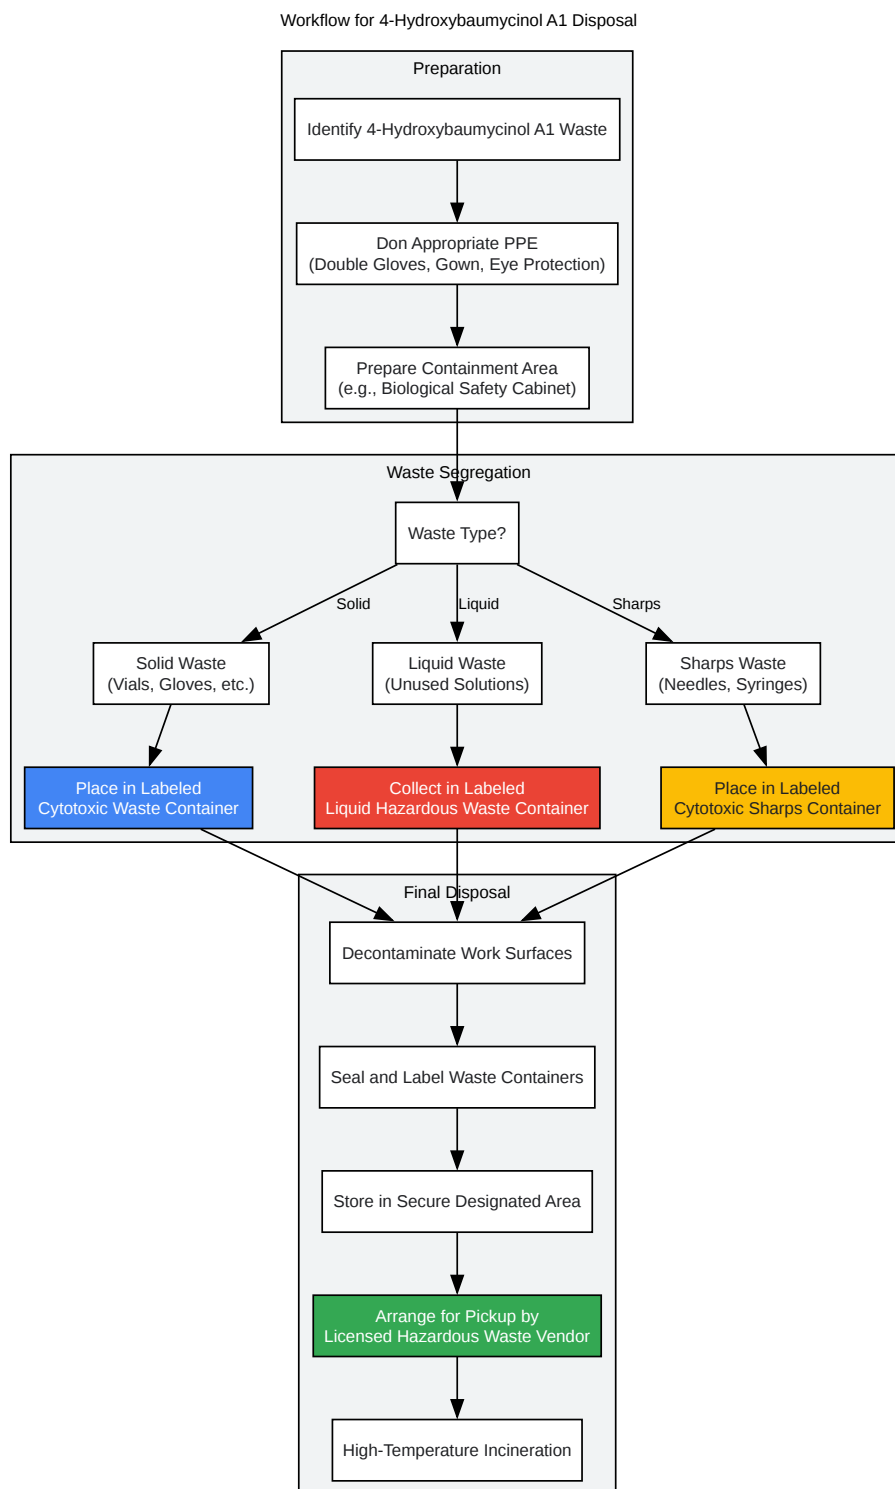 Workflow for 4-Hydroxybaumycinol A1 Disposal
Preparation
Identify 4-Hydroxybaumycinol A1 Waste
Don Appropriate PPE
(Double Gloves, Gown, Eye Protection)
Prepare Containment Area
(e.g., Biological Safety Cabinet)
Waste Segregation
Waste Type?
Solid
Liquid
Sharps
Solid Waste
(Vials, Gloves, etc.)
Liquid Waste
(Unused Solutions)
Sharps Waste
(Needles, Syringes)
Place in Labeled
Cytotoxic Waste Container
Collect in Labeled
Liquid Hazardous Waste Container
Place in Labeled
Cytotoxic Sharps Container
Final Disposal
Decontaminate Work Surfaces
Seal and Label Waste Containers
Store in Secure Designated Area
Arrange for Pickup by
Licensed Hazardous Waste Vendor
High-Temperature Incineration